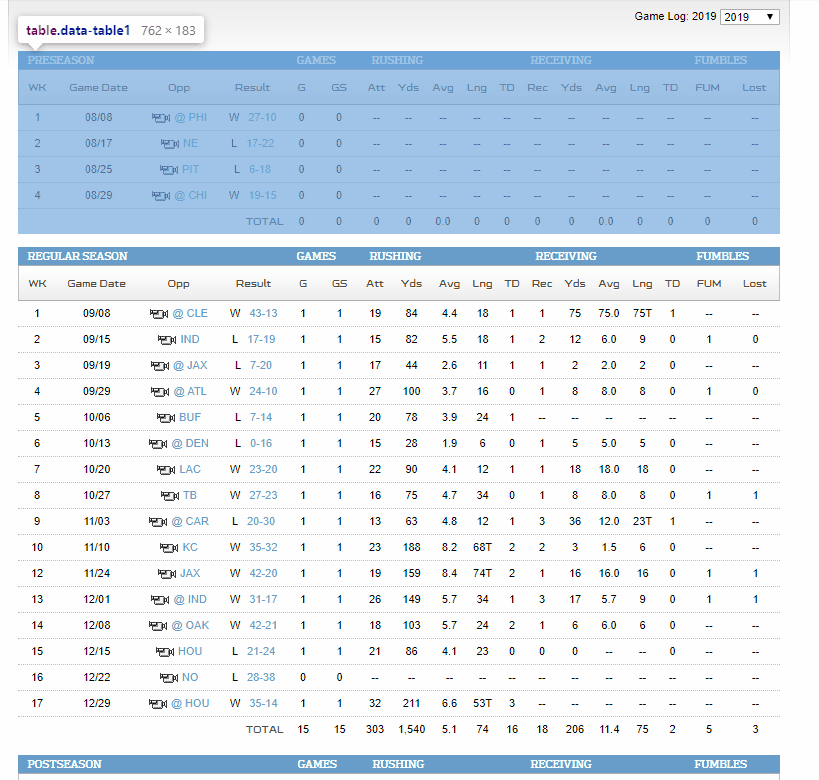 Game Log: 2019 2019 ▼
table.data-table1 762 × 183
PRESEASON GAMES RUSHING RECEIVING FUMBLES
WK Game Date Opp Result G GS Att Yds Avg Lng TD Rec Yds Avg Lng TD FUM Lost
1 08/08 @ PHI W 27-10 0 0 -- -- -- -- -- -- -- -- -- -- -- --
2 08/17 NE L 17-22 0 0 -- -- -- -- -- -- -- -- -- -- -- --
3 08/25 PIT L 6-18 0 0 -- -- -- -- -- -- -- -- -- -- -- --
4 08/29 @ CHI W 19-15 0 0 -- -- -- -- -- -- -- -- -- -- -- --
TOTAL 0 0 0 0 0.0 0 0 0 0 0.0 0 0 0 0
REGULAR SEASON GAMES RUSHING RECEIVING FUMBLES
WK Game Date Opp Result G GS Att Yds Avg Lng TD Rec Yds Avg Lng TD FUM Lost
1 09/08 @ CLE W 43-13 1 1 19 84 4.4 18 1 1 75 75.0 75T 1 -- --
2 09/15 IND L 17-19 1 1 15 82 5.5 18 1 2 12 6.0 9 0 1 0
3 09/19 @ JAX L 7-20 1 1 17 44 2.6 11 1 1 2 2.0 2 0 -- --
4 09/29 @ ATL W 24-10 1 1 27 100 3.7 16 0 1 8 8.0 8 0 1 0
5 10/06 BUF L 7-14 1 1 20 78 3.9 24 1 -- -- -- -- -- -- --
6 10/13 @ DEN L 0-16 1 1 15 28 1.9 6 0 1 5 5.0 5 0 -- --
7 10/20 LAC W 23-20 1 1 22 90 4.1 12 1 1 18 18.0 18 0 -- --
8 10/27 TB W 27-23 1 1 16 75 4.7 34 0 1 8 8.0 8 0 1 1
9 11/03 @ CAR L 20-30 1 1 13 63 4.8 12 1 3 36 12.0 23T 1 -- --
10 11/10 KC W 35-32 1 1 23 188 8.2 68T 2 2 3 1.5 6 0 -- --
12 11/24 JAX W 42-20 1 1 19 159 8.4 74T 2 1 16 16.0 16 0 1 1
13 12/01 @ IND W 31-17 1 1 26 149 5.7 34 1 3 17 5.7 9 0 1 1
14 12/08 @ OAK W 42-21 1 1 18 103 5.7 24 2 1 6 6.0 6 0 -- --
15 12/15 HOU L 21-24 1 1 21 86 4.1 23 0 0 0 -- -- 0 -- --
16 12/22 NO L 28-38 0 0 -- -- -- -- -- -- -- -- -- -- -- --
17 12/29 @ HOU W 35-14 1 1 32 211 6.6 53T 3 -- -- -- -- -- -- --
TOTAL 15 15 303 1,540 5.1 74 16 18 206 11.4 75 2 5 3
POSTSEASON GAMES RUSHING RECEIVING FUMBLES